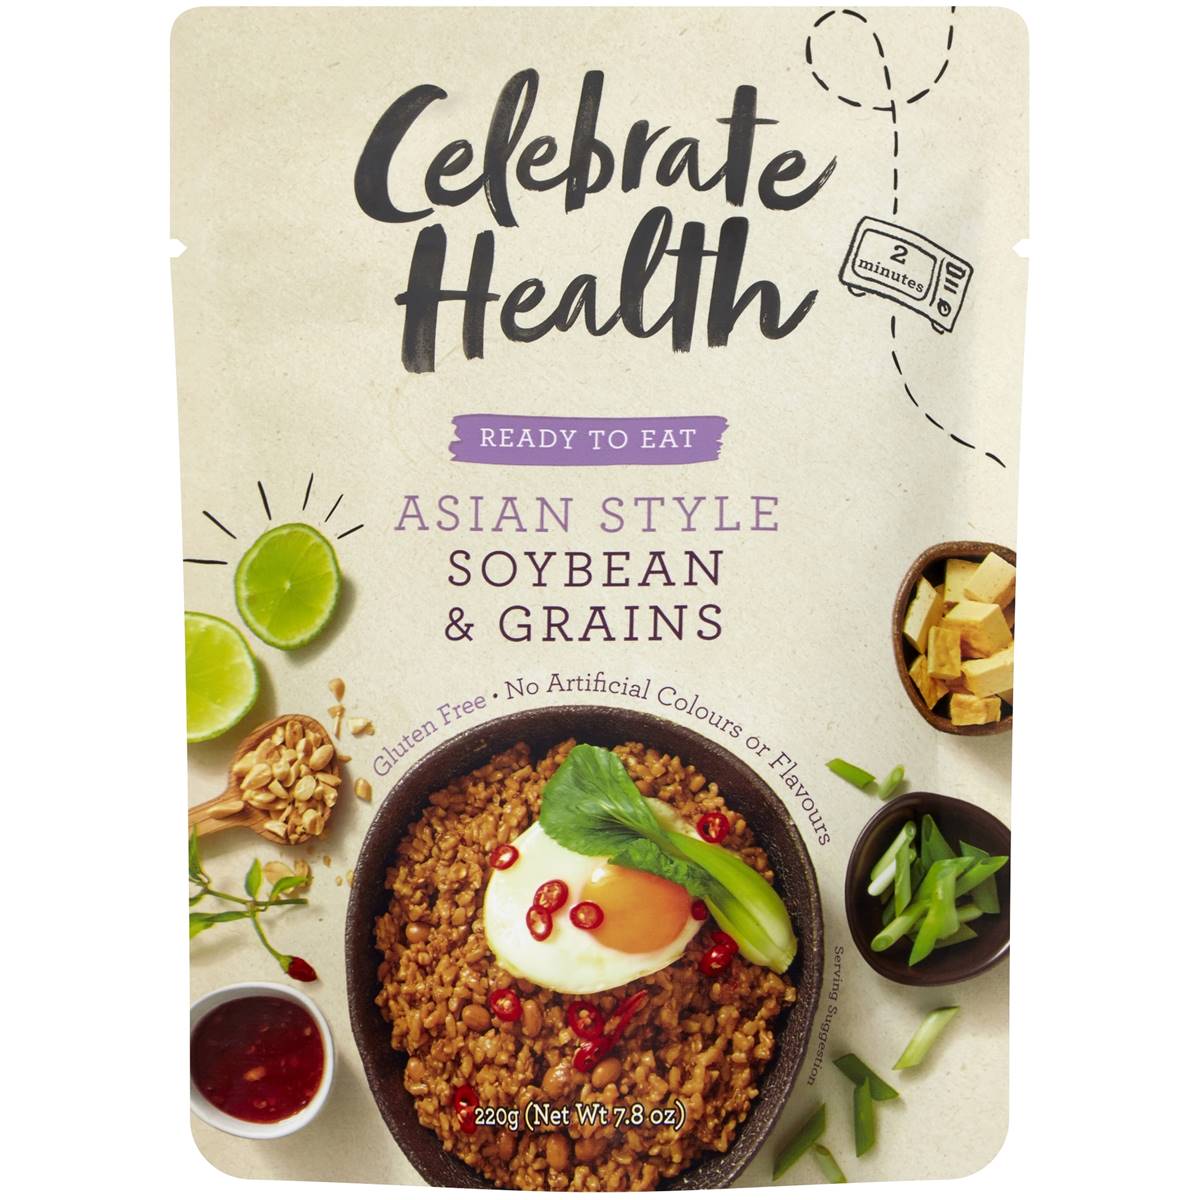 Celebrate
Health
2
minutes
READY TO EAT
ASIAN STYLE
SOYBEAN
& GRAINS
Gluten Free • No Artificial Colours or Flavours
Serving Suggestion
220g (Net Wt 7.8 oz)